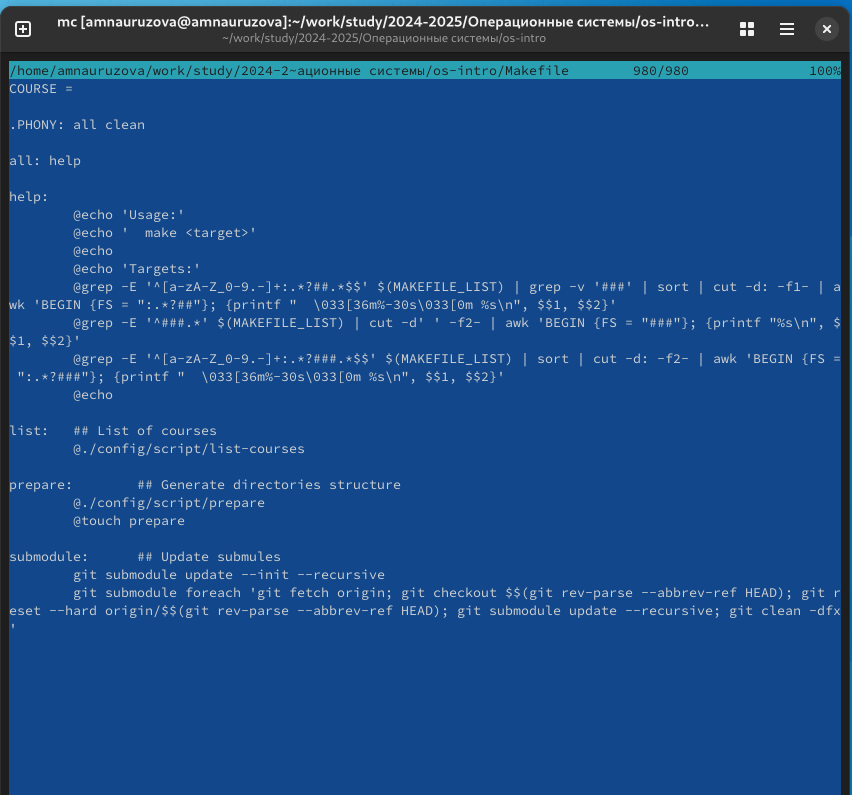 mc [amnauruzova@amnauruzova]:~/work/study/2024-2025/Операционные системы/os-intro...
~/work/study/2024-2025/Операционные системы/os-intro
/home/amnauruzova/work/study/2024-2~ационные системы/os-intro/Makefile        980/980               100%
COURSE =

.PHONY: all clean

all: help

help:
        @echo 'Usage:'
        @echo '  make <target>'
        @echo
        @echo 'Targets:'
        @grep -E '^[a-zA-Z_0-9.-]+:.*?##.*$$' $(MAKEFILE_LIST) | grep -v '###' | sort | cut -d: -f1- | a
wk 'BEGIN {FS = ":.*?##"}; {printf "  \033[36m%-30s\033[0m %s\n", $$1, $$2}'
        @grep -E '^###.*' $(MAKEFILE_LIST) | cut -d' ' -f2- | awk 'BEGIN {FS = "###"}; {printf "%s\n", $
$1, $$2}'
        @grep -E '^[a-zA-Z_0-9.-]+:.*?###.*$$' $(MAKEFILE_LIST) | sort | cut -d: -f2- | awk 'BEGIN {FS =
 ":.*?###"}; {printf "  \033[36m%-30s\033[0m %s\n", $$1, $$2}'
        @echo

list:   ## List of courses
        @./config/script/list-courses

prepare:        ## Generate directories structure
        @./config/script/prepare
        @touch prepare

submodule:      ## Update submules
        git submodule update --init --recursive
        git submodule foreach 'git fetch origin; git checkout $$(git rev-parse --abbrev-ref HEAD); git r
eset --hard origin/$$(git rev-parse --abbrev-ref HEAD); git submodule update --recursive; git clean -dfx
'